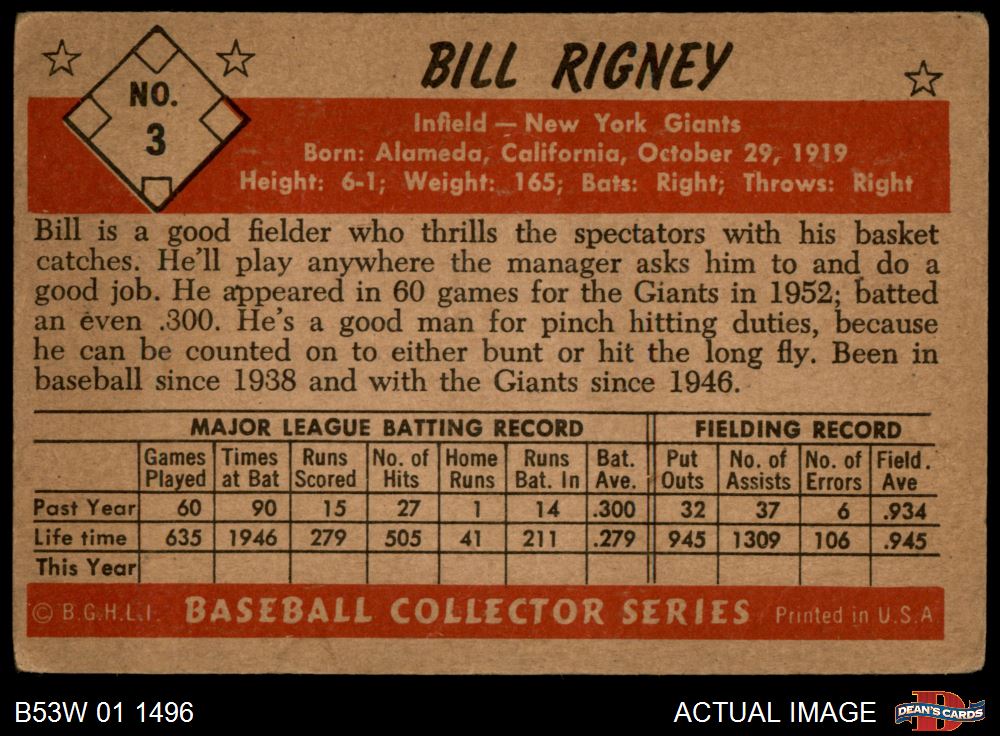 NO.
3
BILL RIGNEY
Infield — New York Giants
Born: Alameda, California, October 29, 1919
Height: 6-1; Weight: 165; Bats: Right; Throws: Right
Bill is a good fielder who thrills the spectators with his basket
catches. He'll play anywhere the manager asks him to and do a
good job. He appeared in 60 games for the Giants in 1952; batted
an even .300. He's a good man for pinch hitting duties, because
he can be counted on to either bunt or hit the long fly. Been in
baseball since 1938 and with the Giants since 1946.
MAJOR LEAGUE BATTING RECORD FIELDING RECORD
Games Times Runs No. of Home Runs Bat. Put No. of No. of Field.
Played at Bat Scored Hits Runs Bat. In Ave. Outs Assists Errors Ave
Past Year 60 90 15 27 1 14 .300 32 37 6 .934
Life time 635 1946 279 505 41 211 .279 945 1309 106 .945
This Year
© B.G.H.L.I. BASEBALL COLLECTOR SERIES Printed in U.S.A
B53W 01 1496 ACTUAL IMAGE DEAN'S CARDS